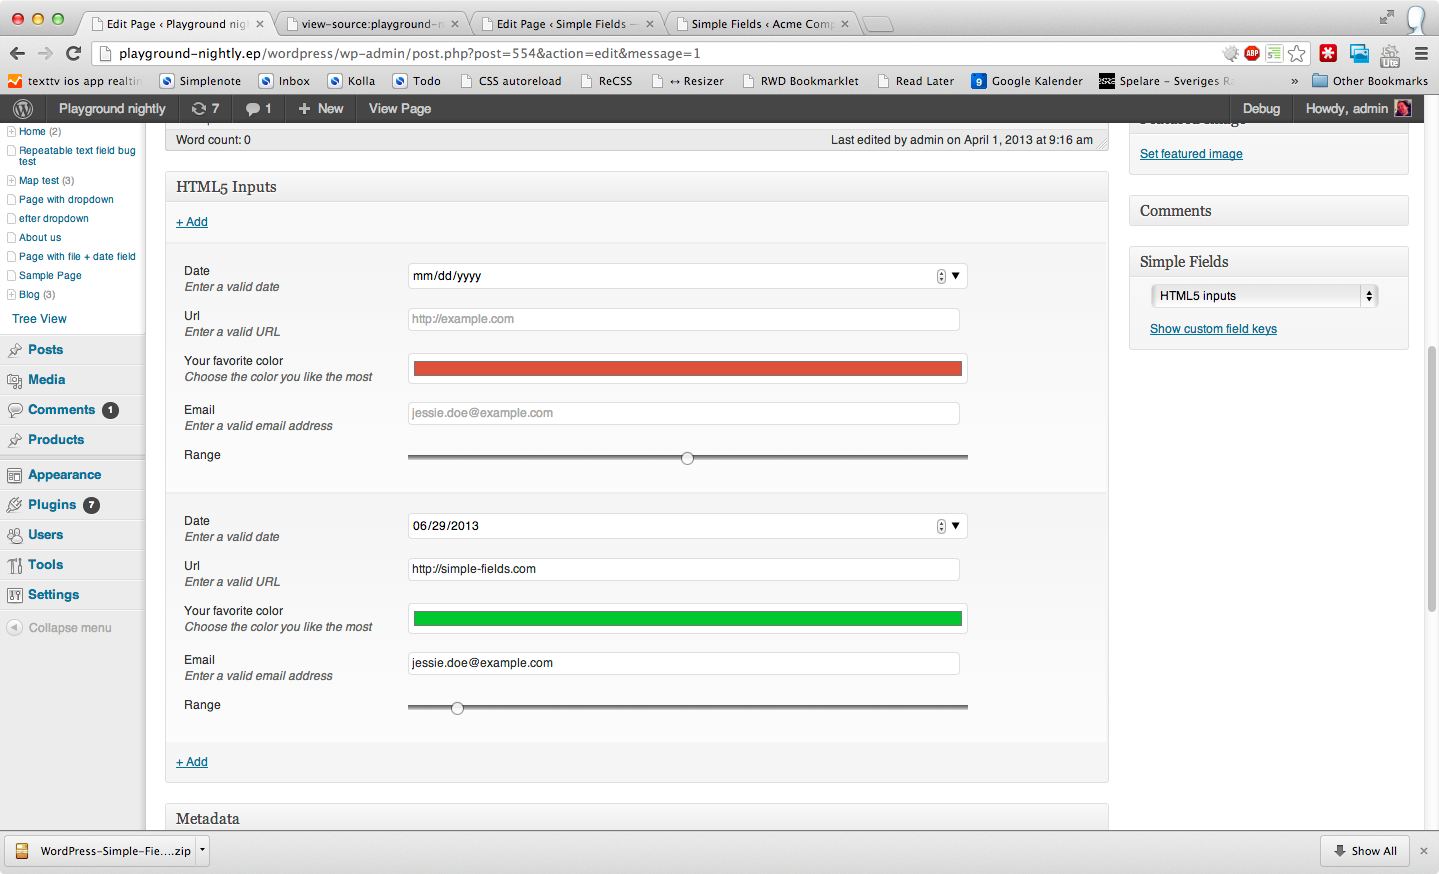 Edit Page ‹ Playground nigh
view-source:playground-n
Edit Page ‹ Simple Fields —
Simple Fields ‹ Acme Comp
playground-nightly.ep/wordpress/wp-admin/post.php?post=554&action=edit&message=1
ABP
Lite
texttv ios app realtin
Simplenote
Inbox
Kolla
Todo
CSS autoreload
ReCSS
↔ Resizer
RWD Bookmarklet
Read Later
9
Google Kalender
Spelare – Sveriges Ra
»
Other Bookmarks
Playground nightly
7
1
+ New
View Page
Debug
Howdy, admin
Home (2)
Repeatable text field bug
test
Map test (3)
Page with dropdown
efter dropdown
About us
Page with file + date field
Sample Page
Blog (3)
Tree View
Posts
Media
Comments 1
Products
Appearance
Plugins 7
Users
Tools
Settings
Collapse menu
Word count: 0
Last edited by admin on April 1, 2013 at 9:16 am
HTML5 Inputs
+ Add
Date
Enter a valid date
mm/dd/yyyy
Url
Enter a valid URL
http://example.com
Your favorite color
Choose the color you like the most
Email
Enter a valid email address
jessie.doe@example.com
Range
Date
Enter a valid date
06/29/2013
Url
Enter a valid URL
http://simple-fields.com
Your favorite color
Choose the color you like the most
Email
Enter a valid email address
jessie.doe@example.com
Range
+ Add
Metadata
Featured Image
Set featured image
Comments
Simple Fields
HTML5 inputs
Show custom field keys
WordPress-Simple-Fie....zip
Show All